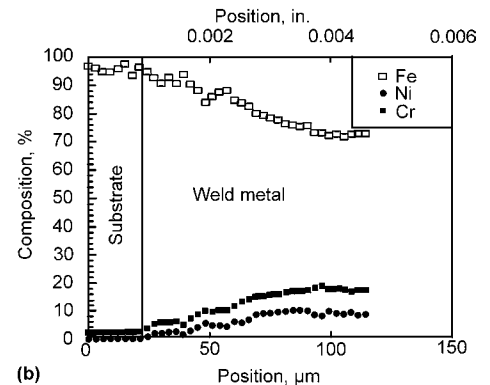 Position, in.
0.002 0.004 0.006
100
90
80
70
60
50
40
30
20
10
0
Composition, %
Substrate
Weld metal
Fe
Ni
Cr
0 50 100 150
(b)
Position, µm